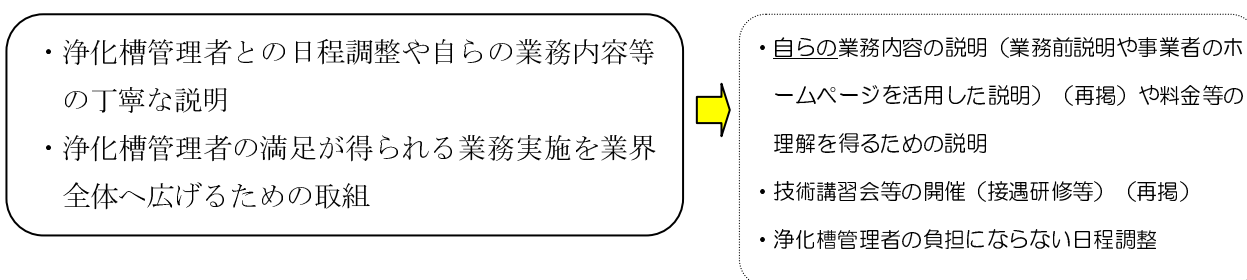 ・浄化槽管理者との日程調整や自らの業務内容等
の丁寧な説明
・浄化槽管理者の満足が得られる業務実施を業界
全体へ広げるための取組
・自らの業務内容の説明（業務前説明や事業者のホ
ームページを活用した説明）（再掲）や料金等の
理解を得るための説明
・技術講習会等の開催（接遇研修等）（再掲）
・浄化槽管理者の負担にならない日程調整